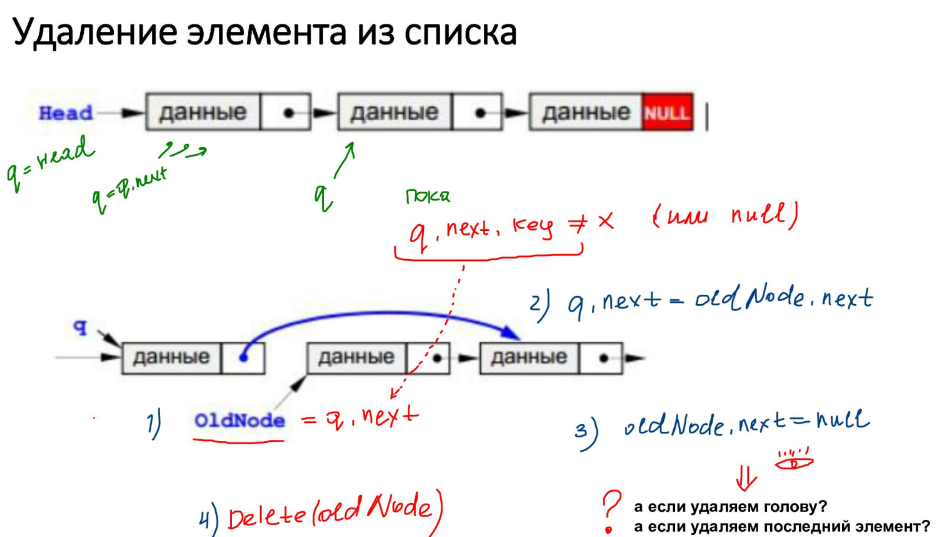 Удаление элемента из списка
Head данные данные данные NULL
q = Head
q = q.next
q
пока
q.next.key ≠ x (или null)
2) q.next = oldNode.next
q
данные данные данные
1) OldNode = q.next
3) oldNode.next = null
4) Delete(oldNode)
? а если удаляем голову?
а если удаляем последний элемент?